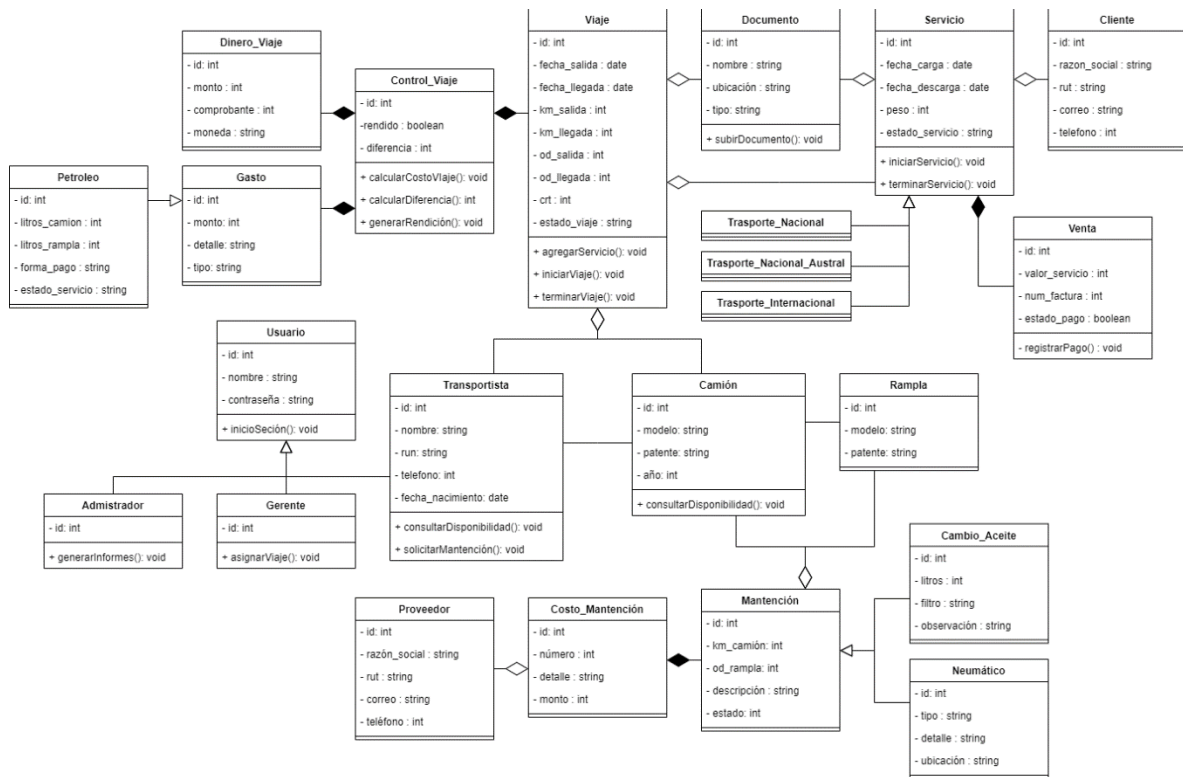 Viaje
- id: int
- fecha_salida : date
- fecha_llegada : date
- km_salida : int
- km_llegada : int
- od_salida : int
- od_llegada : int
- crt : int
- estado_viaje : string
+ agregarServicio(): void
+ iniciarViaje() : void
+ terminarViaje() : void
Documento
- id: int
- nombre : string
- ubicación : string
- tipo: string
+ subirDocumento(): void
Servicio
- id: int
- fecha_carga : date
- fecha_descarga : date
- peso : int
- estado_servicio : string
+ iniciarServicio(): void
+ terminarServicio(): void
Cliente
- id: int
- razon_social : string
- rut : string
- correo : string
- telefono : int
Dinero_Viaje
- id: int
- monto : int
- comprobante : int
- moneda : string
Control_Viaje
- id: int
-rendido : boolean
- diferencia : int
+ calcularCostoVIaje(): void
+ calcularDiferencia(): int
+ generarRendición(): void
Petroleo
- id: int
- litros_camion : int
- litros_rampla : int
- forma_pago : string
- estado_servicio : string
Gasto
- id: int
- monto: int
- detalle: string
- tipo: string
Trasporte_Nacional
Trasporte_Nacional_Austral
Trasporte_Internacional
Venta
- id: int
- valor_servicio : int
- num_factura : int
- estado_pago : boolean
- registrarPago() : void
Usuario
- id: int
- nombre : string
- contraseña : string
+ inicioSeción(): void
Transportista
- id: int
- nombre: string
- run: string
- telefono: int
- fecha_nacimiento: date
+ consultarDisponibilidad(): void
+ solicitarMantención(): void
Camión
- id: int
- modelo: string
- patente: string
- año: int
+ consultarDisponibilidad(): void
Rampla
- id: int
- modelo: string
- patente: string
Admistrador
- id: int
+ generarInformes(): void
Gerente
- id: int
+ asignarViaje(): void
Cambio_Aceite
- id: int
- litros : int
- filtro : string
- observación : string
Proveedor
- id: int
- razón_social : string
- rut : string
- correo : string
- teléfono : int
Costo_Mantención
- id: int
- número : int
- detalle : string
- monto : int
Mantención
- id: int
- km_camión: int
- od_rampla: int
- descripción : string
- estado: int
Neumático
- id: int
- tipo : string
- detalle : string
- ubicación : string